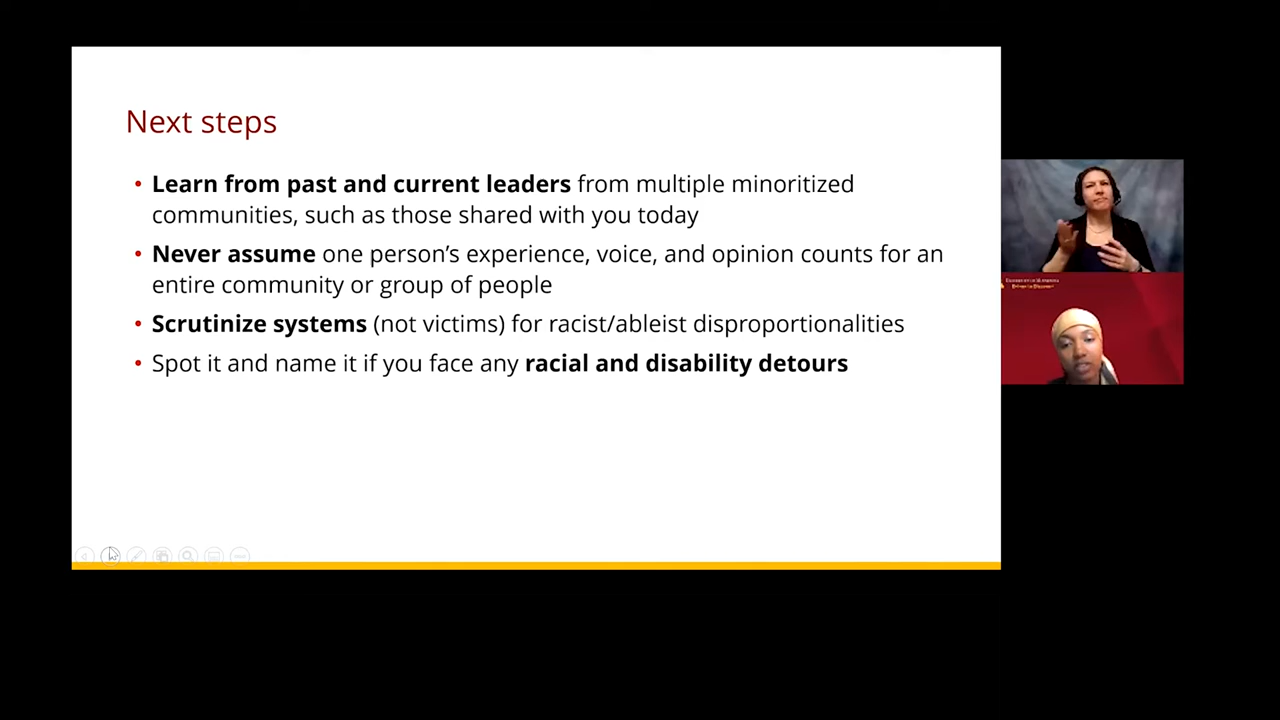 Next steps
• Learn from past and current leaders from multiple minoritized
communities, such as those shared with you today
• Never assume one person’s experience, voice, and opinion counts for an
entire community or group of people
• Scrutinize systems (not victims) for racist/ableist disproportionalities
• Spot it and name it if you face any racial and disability detours